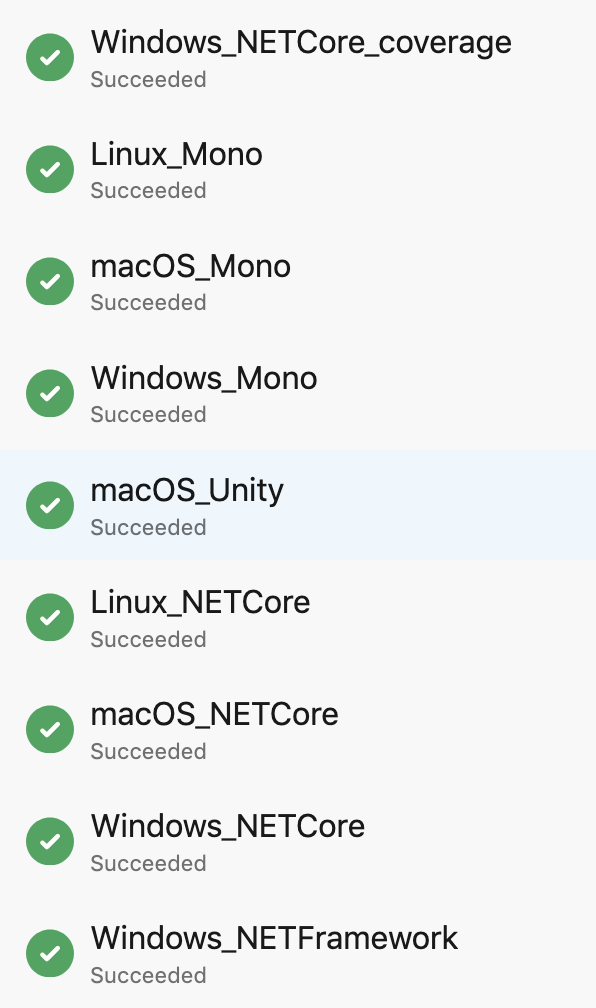 Windows_NETCore_coverage
Succeeded
Linux_Mono
Succeeded
macOS_Mono
Succeeded
Windows_Mono
Succeeded
macOS_Unity
Succeeded
Linux_NETCore
Succeeded
macOS_NETCore
Succeeded
Windows_NETCore
Succeeded
Windows_NETFramework
Succeeded